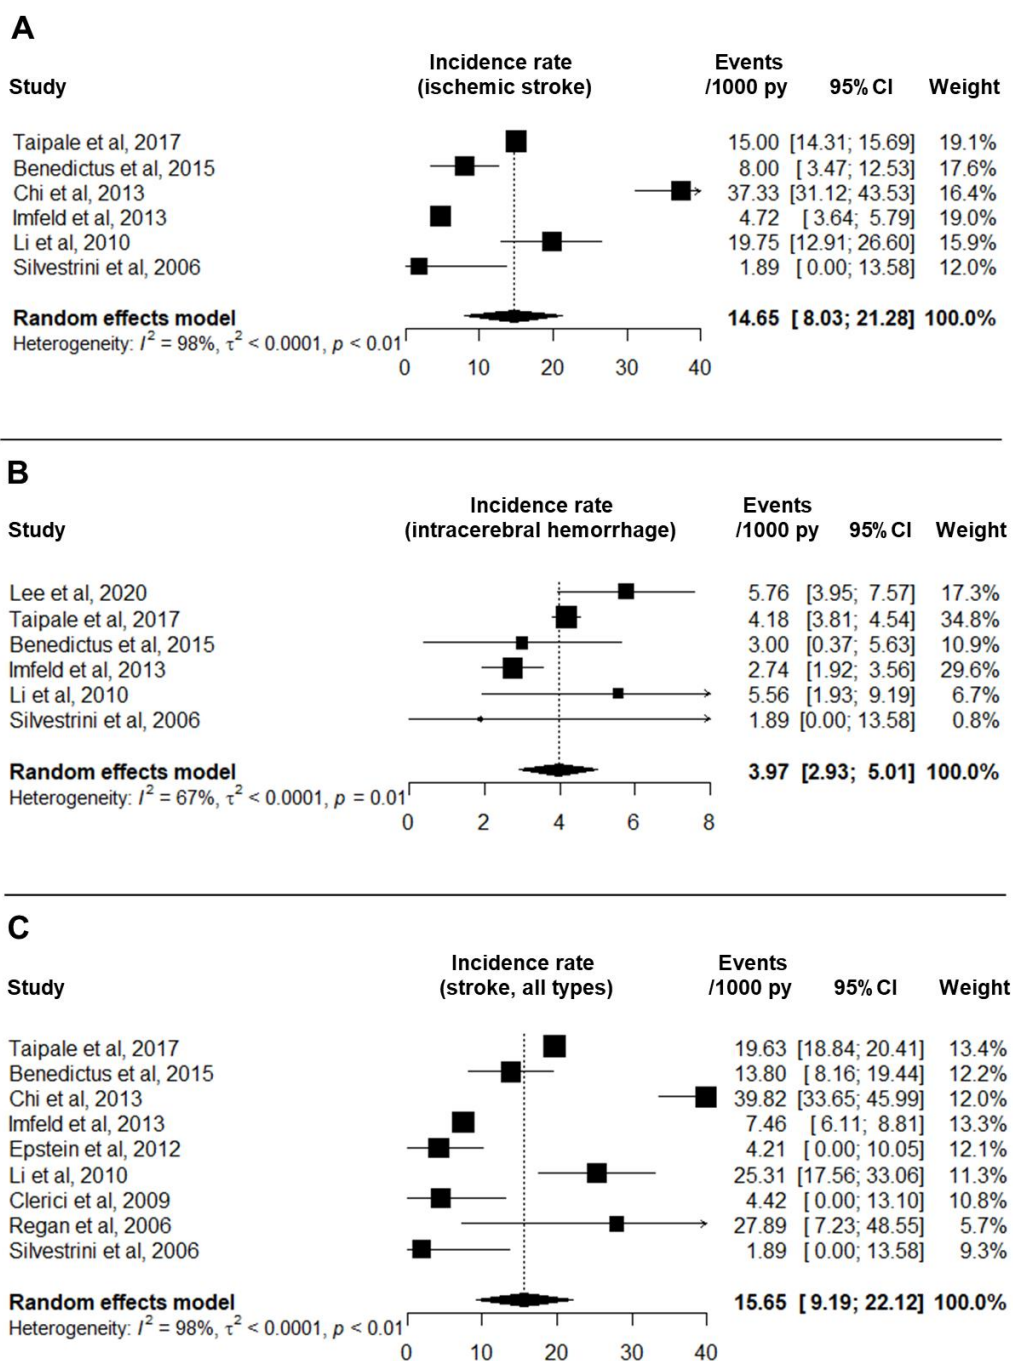 A
Incidence rate Events
Study (ischemic stroke) /1000 py 95% CI Weight
Taipale et al, 2017 15.00 [14.31; 15.69] 19.1%
Benedictus et al, 2015 8.00 [ 3.47; 12.53] 17.6%
Chi et al, 2013 37.33 [31.12; 43.53] 16.4%
Imfeld et al, 2013 4.72 [ 3.64; 5.79] 19.0%
Li et al, 2010 19.75 [12.91; 26.60] 15.9%
Silvestrini et al, 2006 1.89 [ 0.00; 13.58] 12.0%
Random effects model 14.65 [ 8.03; 21.28] 100.0%
Heterogeneity: I² = 98%, τ² < 0.0001, p < 0.01
0 10 20 30 40
B
Incidence rate Events
Study (intracerebral hemorrhage) /1000 py 95% CI Weight
Lee et al, 2020 5.76 [3.95; 7.57] 17.3%
Taipale et al, 2017 4.18 [3.81; 4.54] 34.8%
Benedictus et al, 2015 3.00 [0.37; 5.63] 10.9%
Imfeld et al, 2013 2.74 [1.92; 3.56] 29.6%
Li et al, 2010 5.56 [1.93; 9.19] 6.7%
Silvestrini et al, 2006 1.89 [0.00; 13.58] 0.8%
Random effects model 3.97 [2.93; 5.01] 100.0%
Heterogeneity: I² = 67%, τ² < 0.0001, p = 0.01
0 2 4 6 8
C
Incidence rate Events
Study (stroke, all types) /1000 py 95% CI Weight
Taipale et al, 2017 19.63 [18.84; 20.41] 13.4%
Benedictus et al, 2015 13.80 [ 8.16; 19.44] 12.2%
Chi et al, 2013 39.82 [33.65; 45.99] 12.0%
Imfeld et al, 2013 7.46 [ 6.11; 8.81] 13.3%
Epstein et al, 2012 4.21 [ 0.00; 10.05] 12.1%
Li et al, 2010 25.31 [17.56; 33.06] 11.3%
Clerici et al, 2009 4.42 [ 0.00; 13.10] 10.8%
Regan et al, 2006 27.89 [ 7.23; 48.55] 5.7%
Silvestrini et al, 2006 1.89 [ 0.00; 13.58] 9.3%
Random effects model 15.65 [ 9.19; 22.12] 100.0%
Heterogeneity: I² = 98%, τ² < 0.0001, p < 0.01
0 10 20 30 40